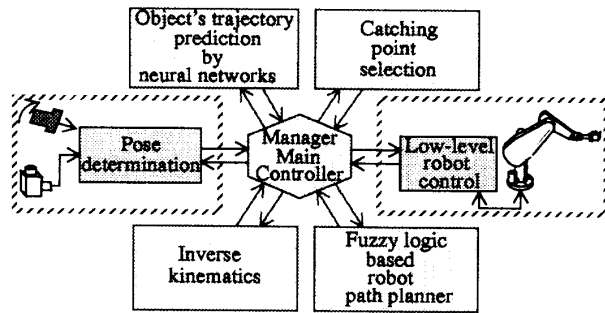 Object's trajectory
prediction
by
neural networks
Catching
point
selection
Pose
determination
Manager
Main
Controller
Low-level
robot
control
Inverse
kinematics
Fuzzy logic
based
robot
path planner